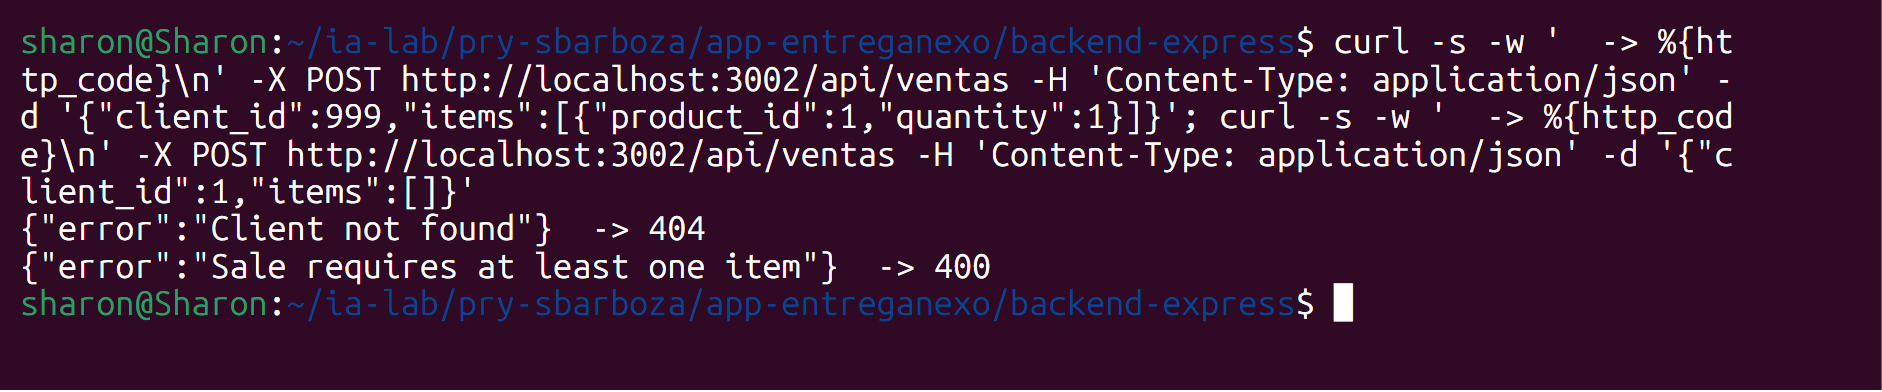 sharon@Sharon:~/ia-lab/pry-sbarboza/app-entreganexo/backend-express$ curl -s -w '  -> %{ht
tp_code}\n' -X POST http://localhost:3002/api/ventas -H 'Content-Type: application/json' -
d '{"client_id":999,"items":[{"product_id":1,"quantity":1}]}'; curl -s -w '  -> %{http_cod
e}\n' -X POST http://localhost:3002/api/ventas -H 'Content-Type: application/json' -d '{"c
lient_id":1,"items":[]}'
{"error":"Client not found"}  -> 404
{"error":"Sale requires at least one item"}  -> 400
sharon@Sharon:~/ia-lab/pry-sbarboza/app-entreganexo/backend-express$